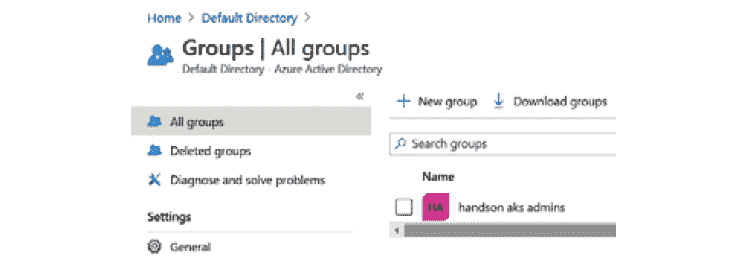 Home > Default Directory >
Groups | All groups
Default Directory - Azure Active Directory
«
All groups
Deleted groups
Diagnose and solve problems
Settings
General
+ New group Download groups
Search groups
Name
HA handson aks admins